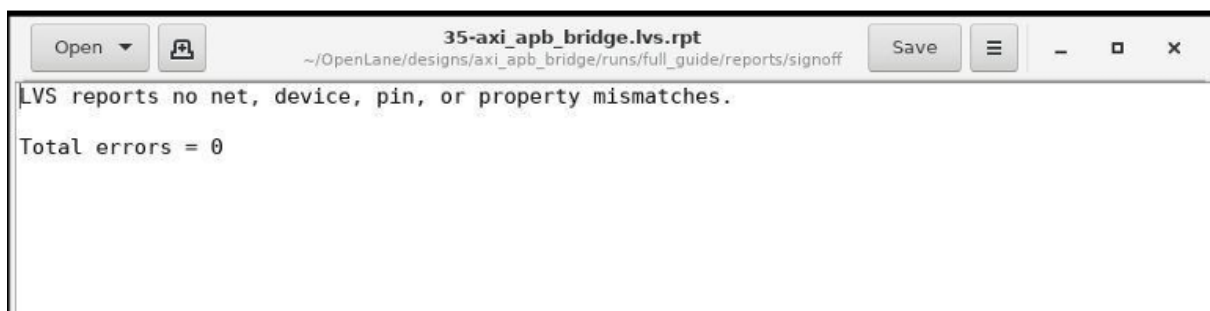 Open
35-axi_apb_bridge.lvs.rpt
~/OpenLane/designs/axi_apb_bridge/runs/full_guide/reports/signoff
Save
LVS reports no net, device, pin, or property mismatches.
Total errors = 0